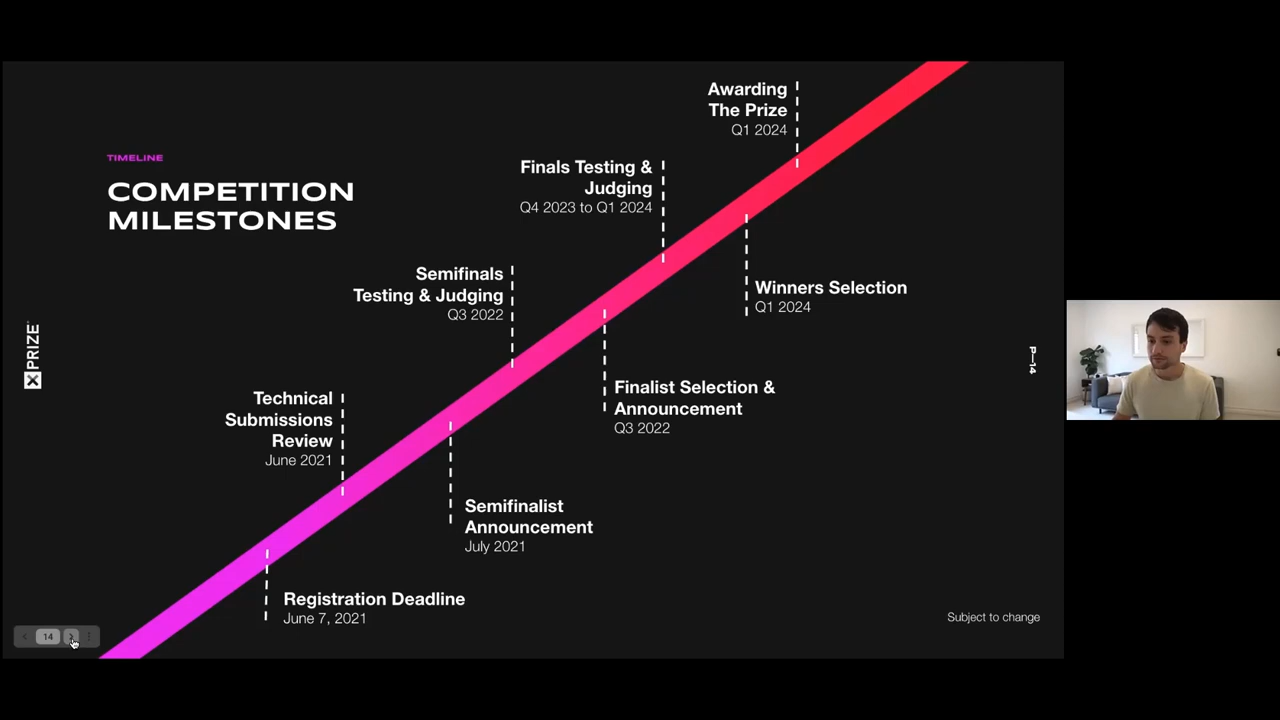 TIMELINE
COMPETITION
MILESTONES
Awarding
The Prize
Q1 2024
Finals Testing &
Judging
Q4 2023 to Q1 2024
Winners Selection
Q1 2024
Semifinals
Testing & Judging
Q3 2022
Finalist Selection &
Announcement
Q3 2022
Technical
Submissions
Review
June 2021
Semifinalist
Announcement
July 2021
Registration Deadline
June 7, 2021
XPRIZE
P—14
Subject to change
14